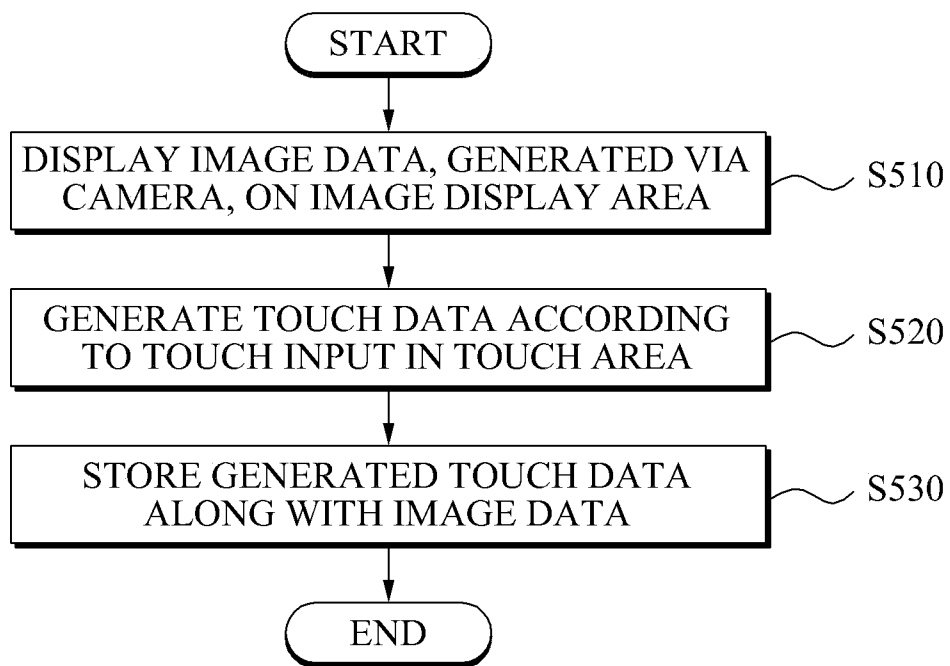 START
DISPLAY IMAGE DATA, GENERATED VIA
CAMERA, ON IMAGE DISPLAY AREA
S510
GENERATE TOUCH DATA ACCORDING
TO TOUCH INPUT IN TOUCH AREA
S520
STORE GENERATED TOUCH DATA
ALONG WITH IMAGE DATA
S530
END